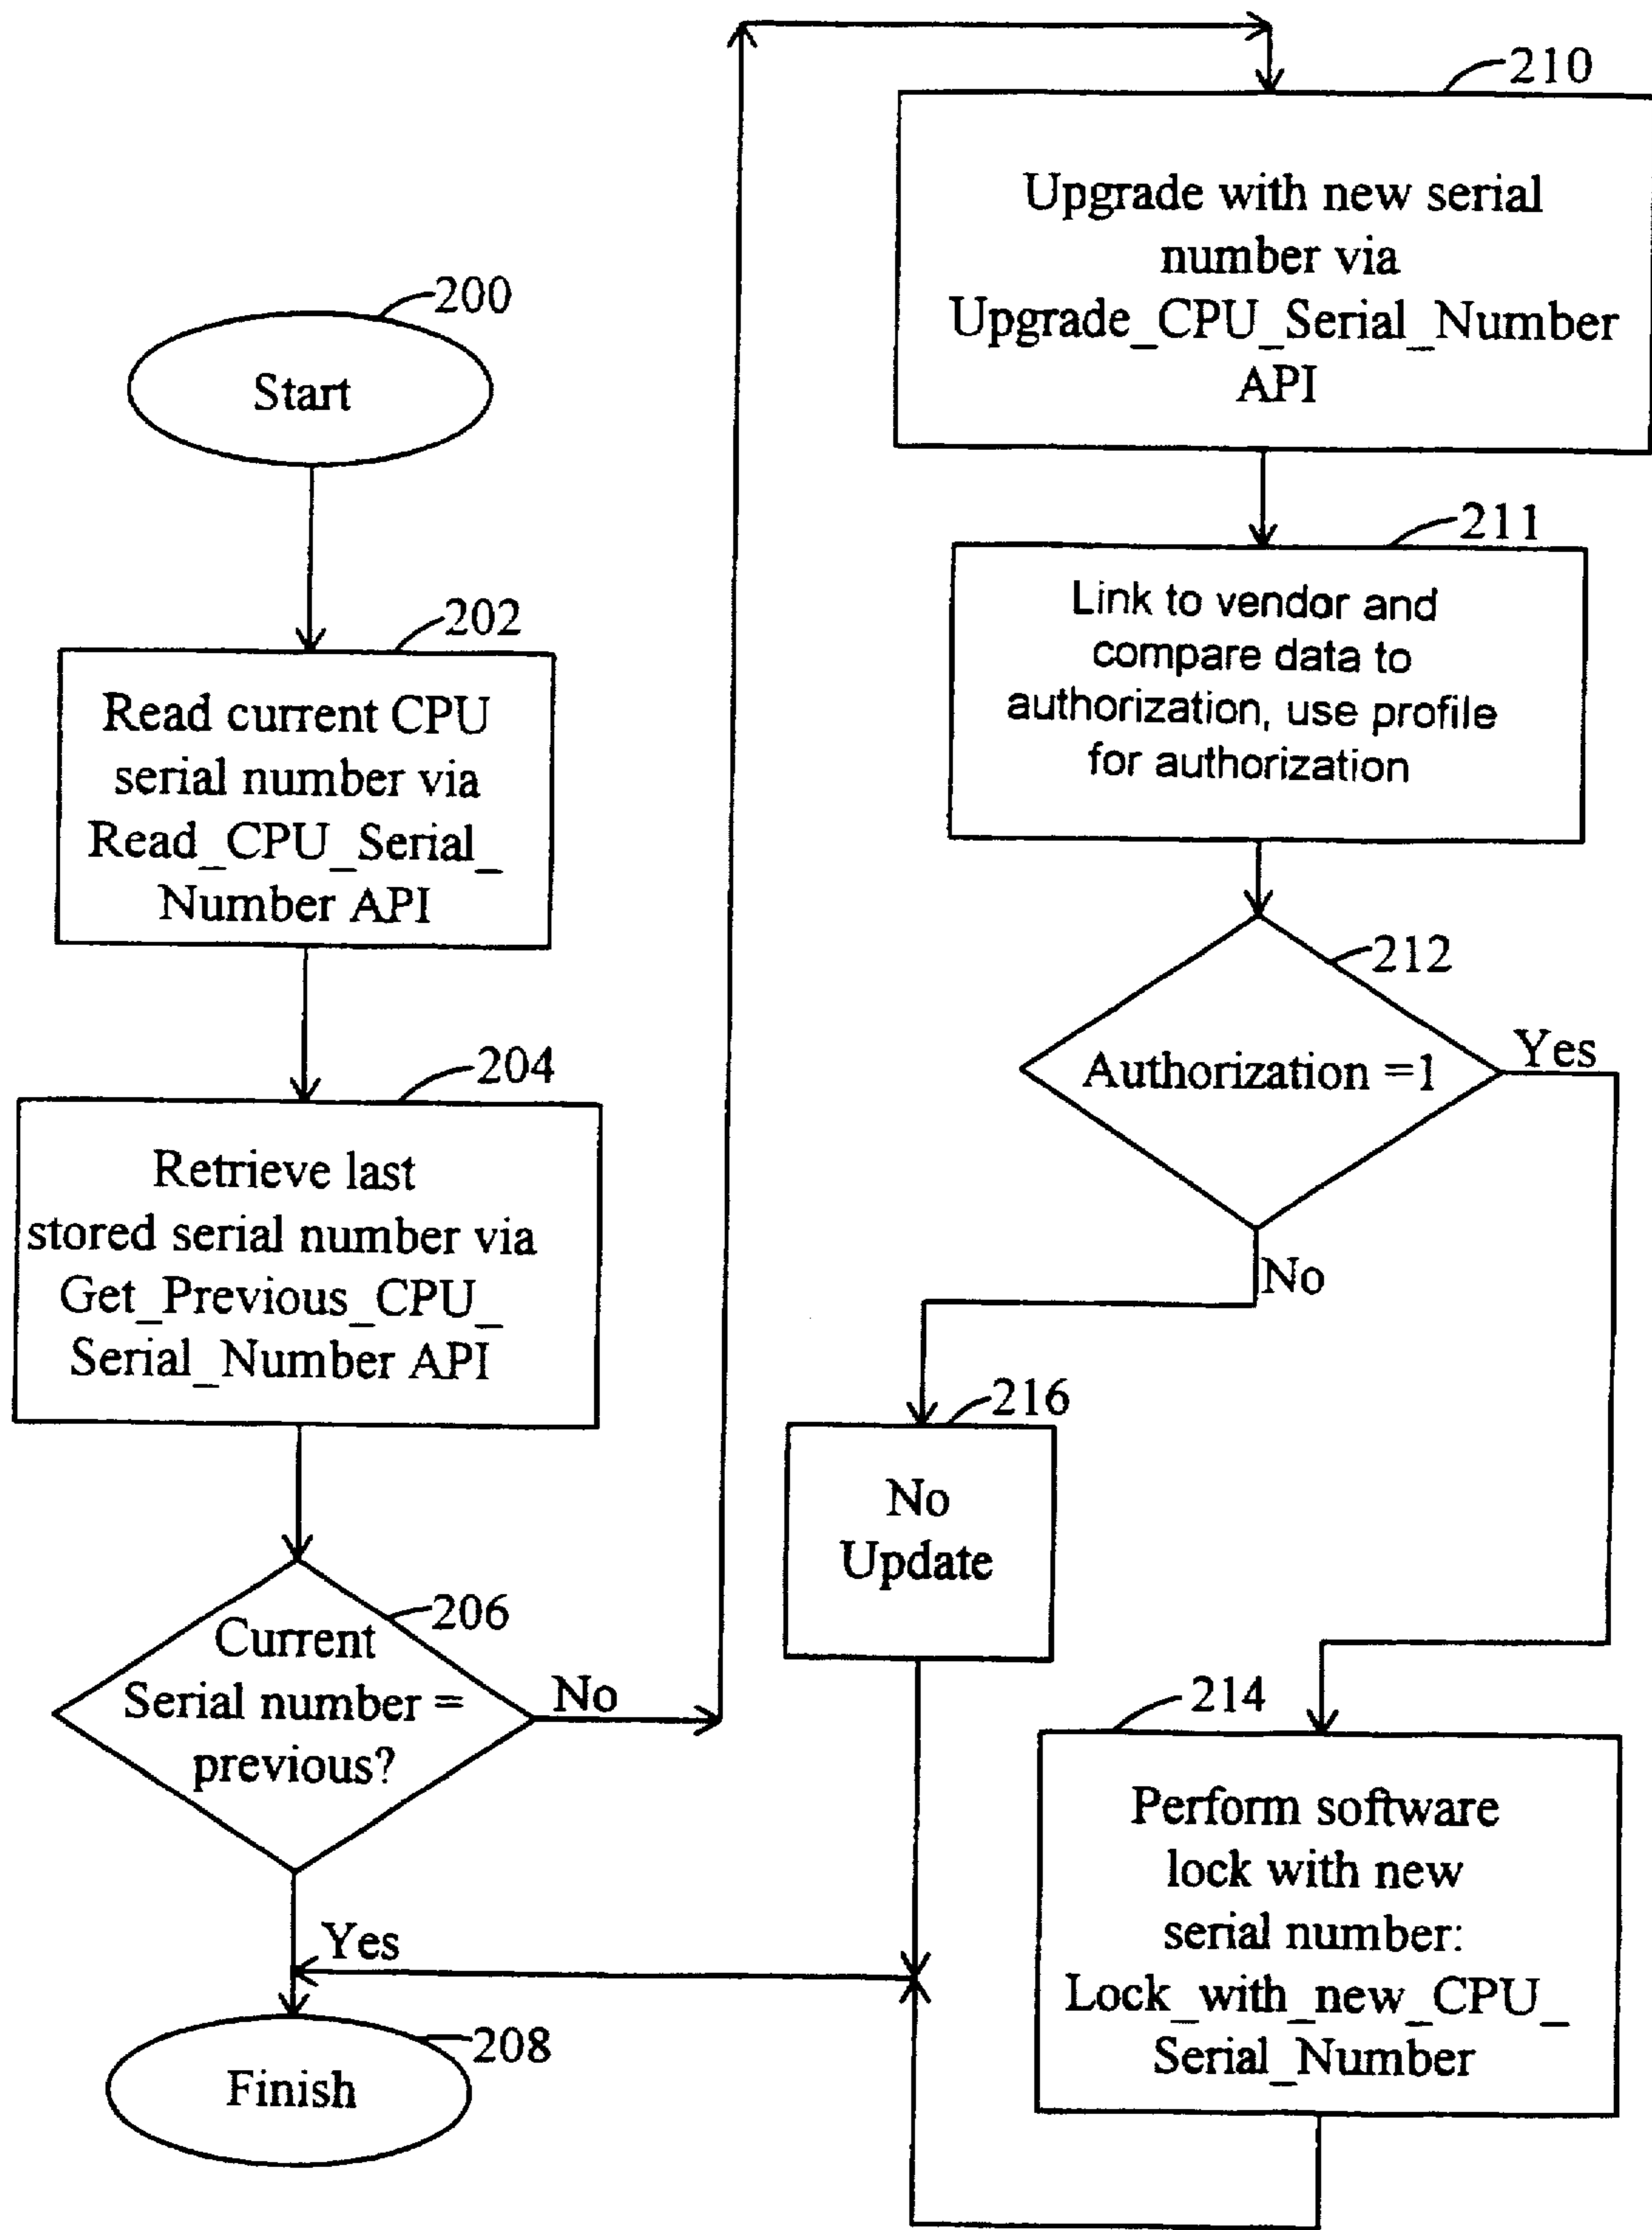 200
Start
202
Read current CPU
serial number via
Read_CPU_Serial_
Number API
204
Retrieve last
stored serial number via
Get_Previous_CPU_
Serial_Number API
206
Current
Serial number =
previous?
No
Yes
208
Finish
210
Upgrade with new serial
number via
Upgrade_CPU_Serial_Number
API
211
Link to vendor and
compare data to
authorization, use profile
for authorization
212
Authorization =1
Yes
No
216
No
Update
214
Perform software
lock with new
serial number:
Lock_with_new_CPU_
Serial_Number